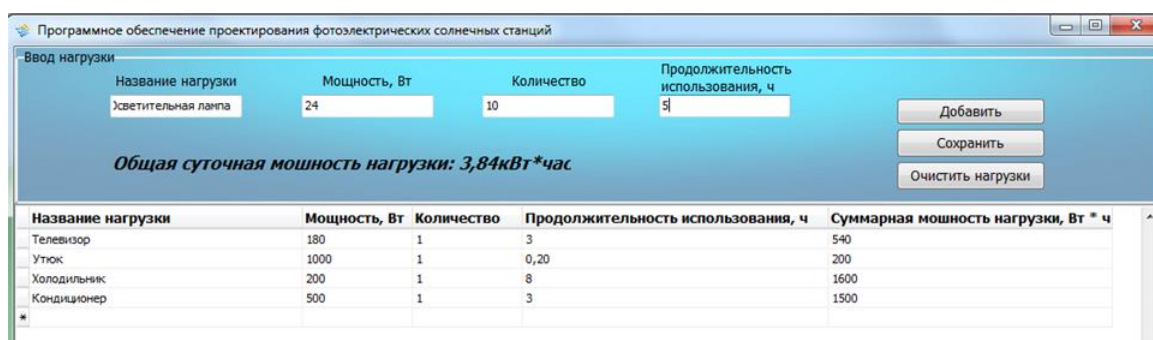 Программное обеспечение проектирования фотоэлектрических солнечных станций
Ввод нагрузки
Название нагрузки Мощность, Вт Количество Продолжительность использования, ч
Осветительная лампа 24 10 5
Добавить
Сохранить
Общая суточная мошность нагрузки: 3,84кВт*час
Очистить нагрузки
Название нагрузки Мощность, Вт Количество Продолжительность использования, ч Суммарная мошность нагрузки, Вт * ч
Телевизор 180 1 3 540
Утюк 1000 1 0,20 200
Холодильник 200 1 8 1600
Кондиционер 500 1 3 1500
*